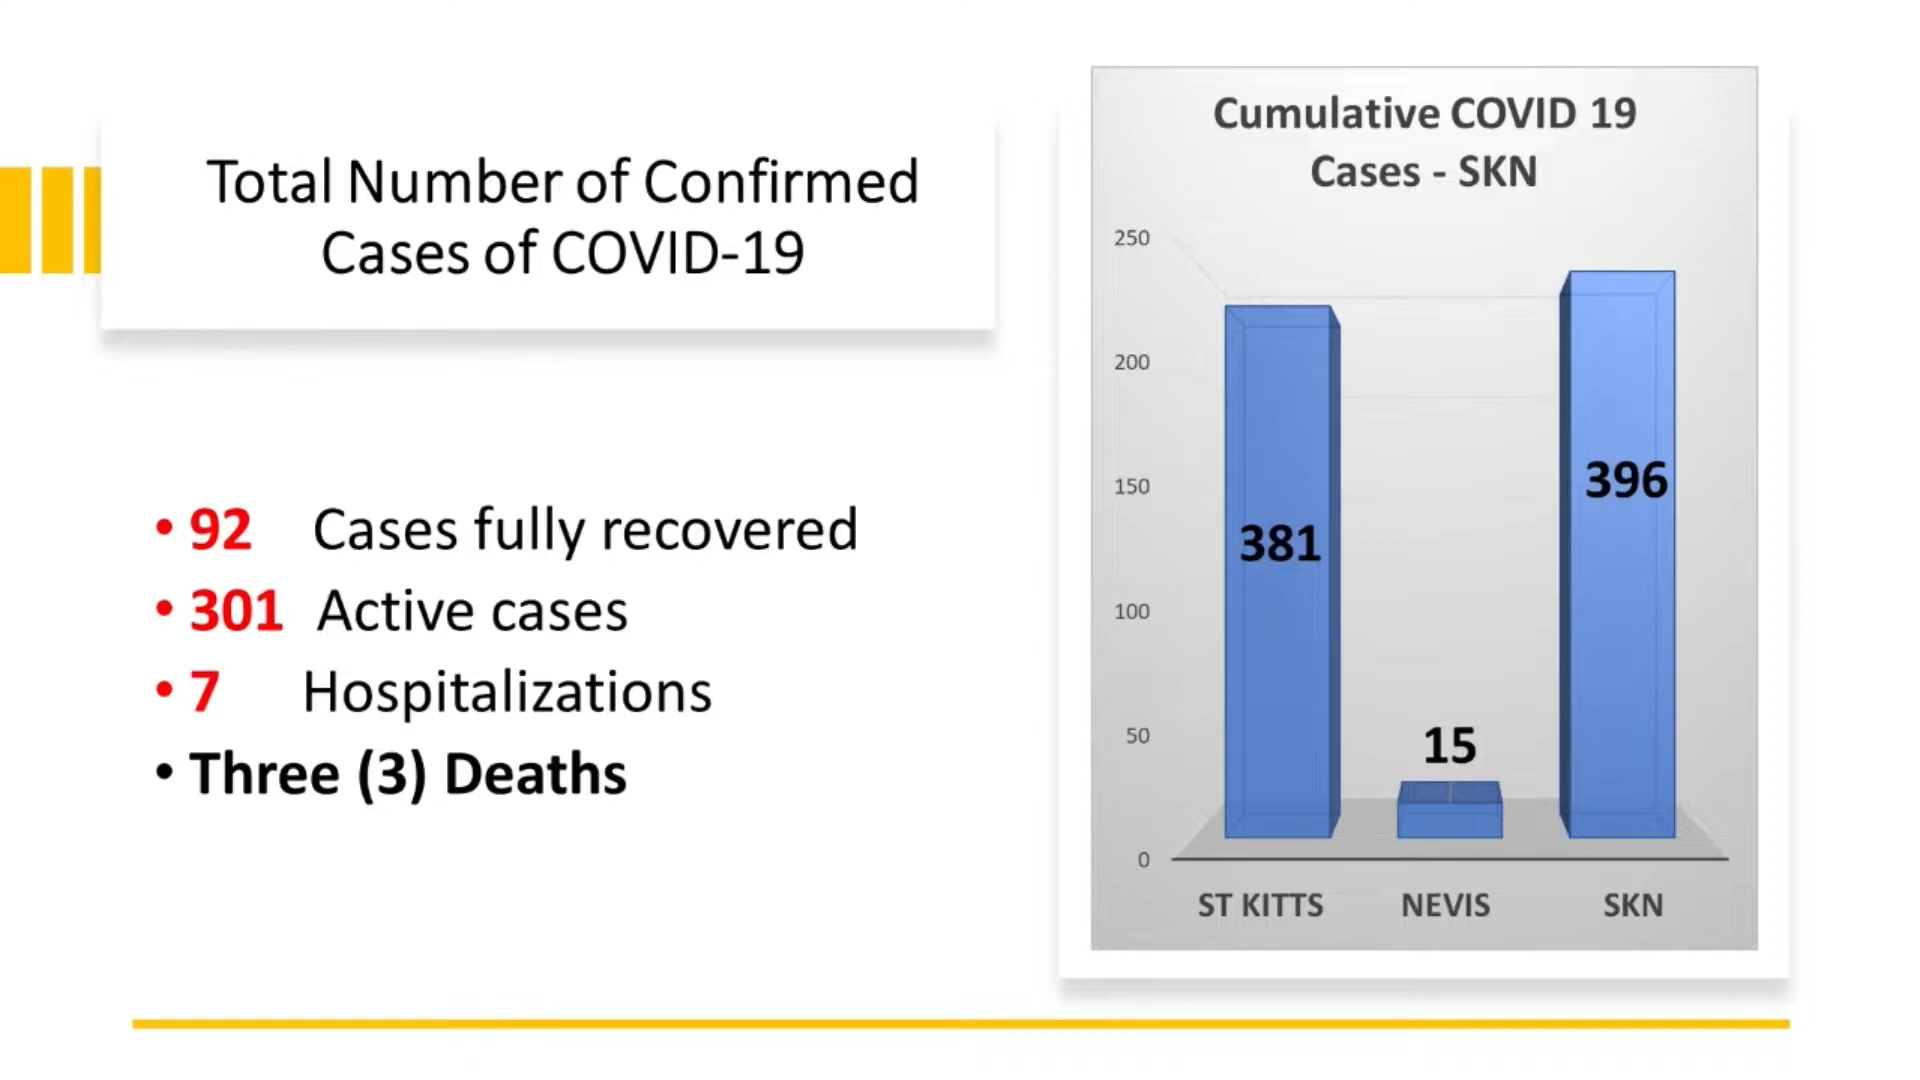 Total Number of Confirmed
Cases of COVID-19
• 92 Cases fully recovered
• 301 Active cases
• 7 Hospitalizations
• Three (3) Deaths
Cumulative COVID 19
Cases - SKN
250
200
150
100
50
0
381
15
396
ST KITTS
NEVIS
SKN